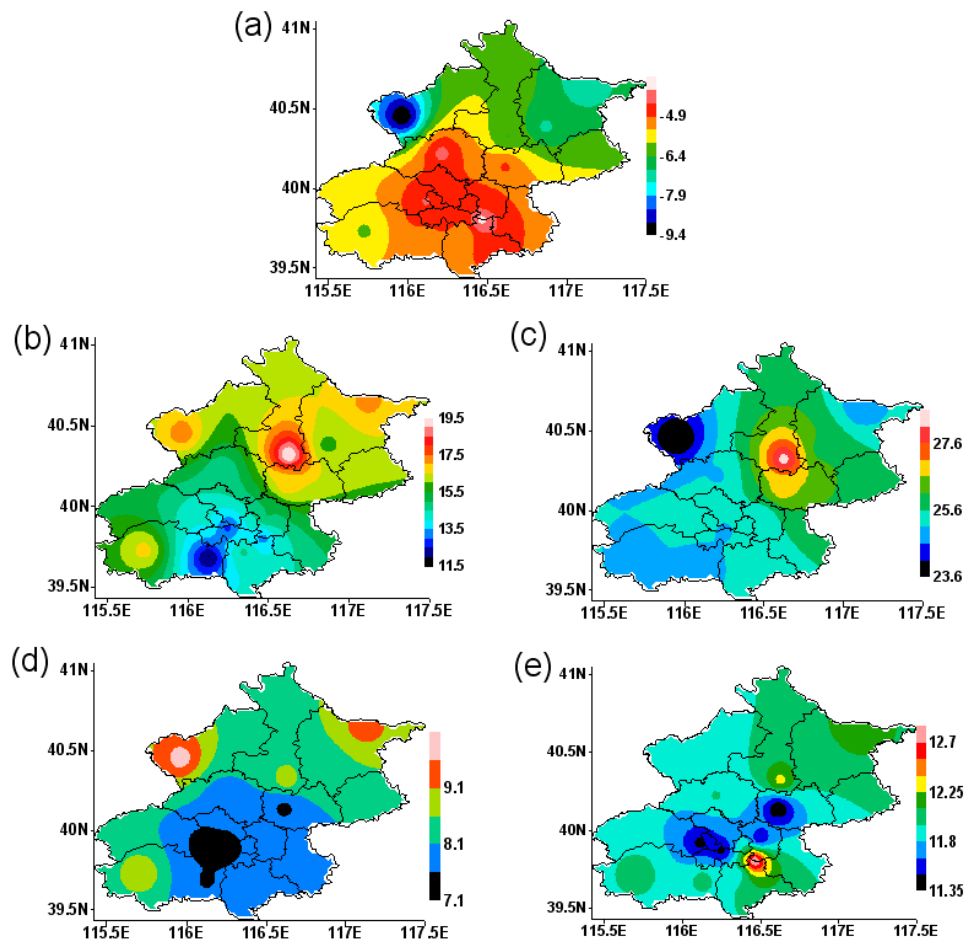 (a)
41N
40.5N
40N
39.5N
115.5E 116E 116.5E 117E 117.5E
-4.9
-6.4
-7.9
-9.4
(b)
41N
40.5N
40N
39.5N
115.5E 116E 116.5E 117E 117.5E
19.5
17.5
15.5
13.5
11.5
(c)
41N
40.5N
40N
39.5N
115.5E 116E 116.5E 117E 117.5E
27.6
25.6
23.6
(d)
41N
40.5N
40N
39.5N
115.5E 116E 116.5E 117E 117.5E
9.1
8.1
7.1
(e)
41N
40.5N
40N
39.5N
115.5E 116E 116.5E 117E 117.5E
12.7
12.25
11.8
11.35